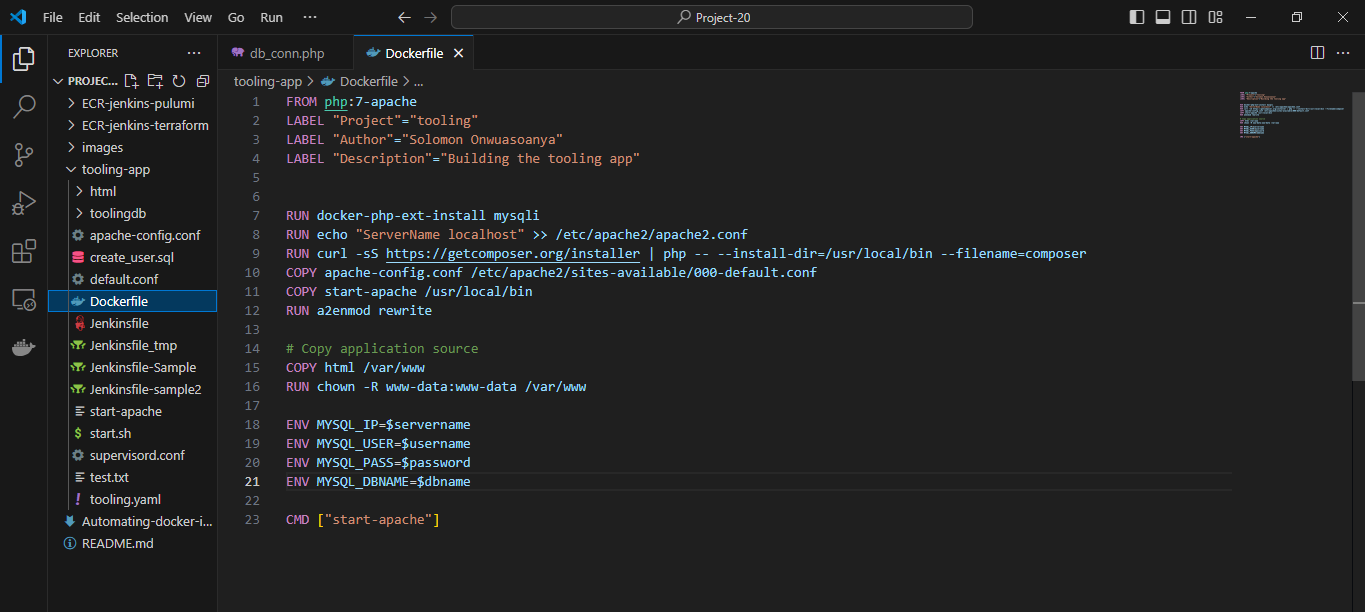 File Edit Selection View Go Run ··· Project-20
EXPLORER ···
PROJEC...
ECR-jenkins-pulumi
ECR-jenkins-terraform
images
tooling-app
html
toolingdb
apache-config.conf
create_user.sql
default.conf
Dockerfile
Jenkinsfile
Jenkinsfile_tmp
Jenkinsfile-Sample
Jenkinsfile-sample2
start-apache
start.sh
supervisord.conf
test.txt
tooling.yaml
Automating-docker-i...
README.md
db_conn.php Dockerfile
tooling-app > Dockerfile > ...
1 FROM php:7-apache
2 LABEL "Project"="tooling"
3 LABEL "Author"="Solomon Onwuasoanya"
4 LABEL "Description"="Building the tooling app"
5
6
7 RUN docker-php-ext-install mysqli
8 RUN echo "ServerName localhost" >> /etc/apache2/apache2.conf
9 RUN curl -sS https://getcomposer.org/installer | php -- --install-dir=/usr/local/bin --filename=composer
10 COPY apache-config.conf /etc/apache2/sites-available/000-default.conf
11 COPY start-apache /usr/local/bin
12 RUN a2enmod rewrite
13
14 # Copy application source
15 COPY html /var/www
16 RUN chown -R www-data:www-data /var/www
17
18 ENV MYSQL_IP=$servername
19 ENV MYSQL_USER=$username
20 ENV MYSQL_PASS=$password
21 ENV MYSQL_DBNAME=$dbname
22
23 CMD ["start-apache"]